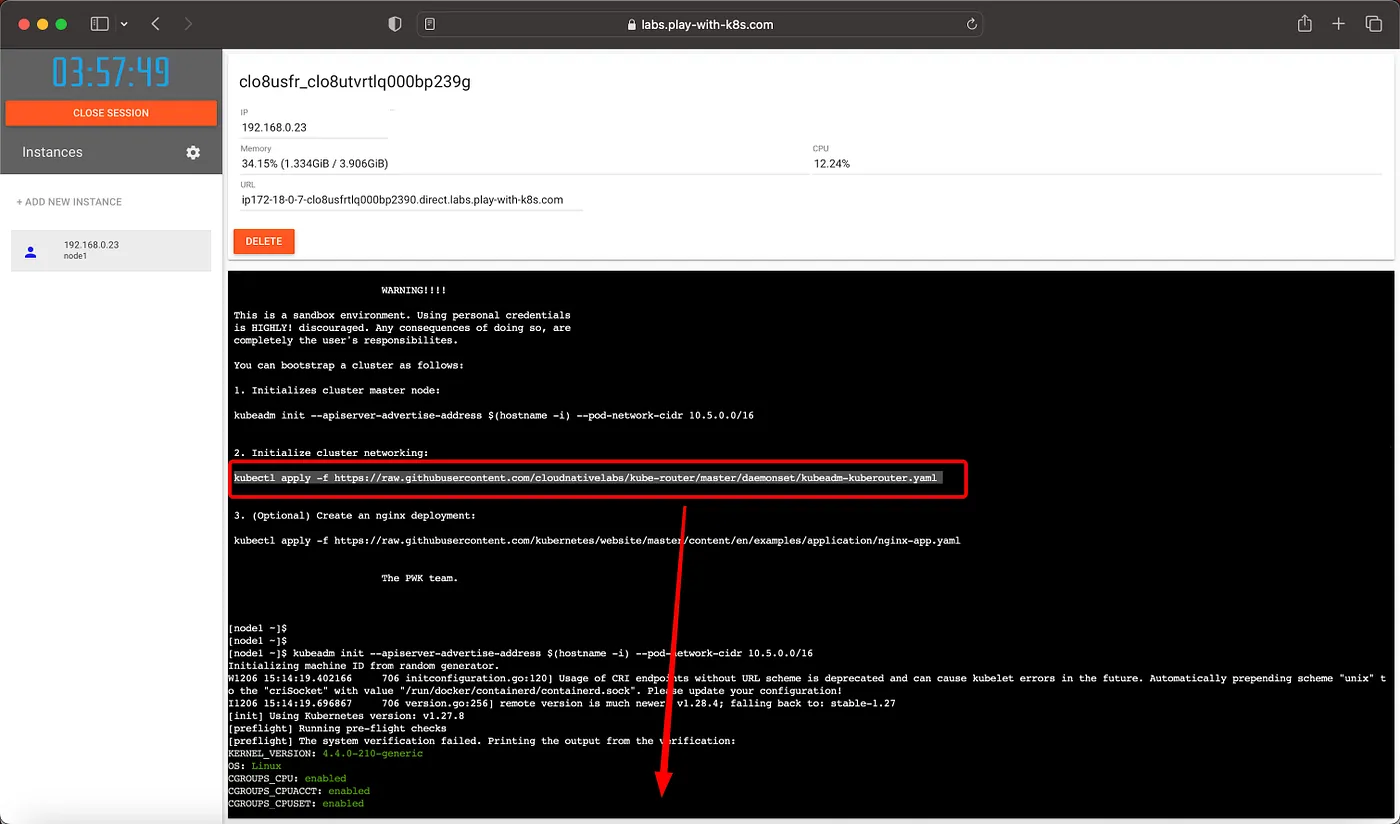 labs.play-with-k8s.com
03:57:49
CLOSE SESSION
Instances
+ ADD NEW INSTANCE
192.168.0.23
node1
clo8usfr_clo8utvrtlq000bp239g
IP
192.168.0.23
Memory
CPU
34.15% (1.334GiB / 3.906GiB)
12.24%
URL
ip172-18-0-7-clo8usfrtlq000bp2390.direct.labs.play-with-k8s.com
DELETE
WARNING!!!!
This is a sandbox environment. Using personal credentials
is HIGHLY! discouraged. Any consequences of doing so, are
completely the user's responsibilites.
You can bootstrap a cluster as follows:
1. Initializes cluster master node:
kubeadm init --apiserver-advertise-address $(hostname -i) --pod-network-cidr 10.5.0.0/16
2. Initialize cluster networking:
kubectl apply -f https://raw.githubusercontent.com/cloudnativelabs/kube-router/master/daemonset/kubeadm-kuberouter.yaml
3. (Optional) Create an nginx deployment:
kubectl apply -f https://raw.githubusercontent.com/kubernetes/website/master/content/en/examples/application/nginx-app.yaml
The PWK team.
[node1 ~]$
[node1 ~]$
[node1 ~]$ kubeadm init --apiserver-advertise-address $(hostname -i) --pod-network-cidr 10.5.0.0/16
Initializing machine ID from random generator.
W1206 15:14:19.402166     706 initconfiguration.go:120] Usage of CRI endpoints without URL scheme is deprecated and can cause kubelet errors in the future. Automatically prepending scheme "unix" t
o the "criSocket" with value "/run/docker/containerd/containerd.sock". Please update your configuration!
I1206 15:14:19.696867     706 version.go:256] remote version is much newer: v1.28.4; falling back to: stable-1.27
[init] Using Kubernetes version: v1.27.8
[preflight] Running pre-flight checks
[preflight] The system verification failed. Printing the output from the verification:
KERNEL_VERSION: 4.4.0-210-generic
OS: Linux
CGROUPS_CPU: enabled
CGROUPS_CPUACCT: enabled
CGROUPS_CPUSET: enabled